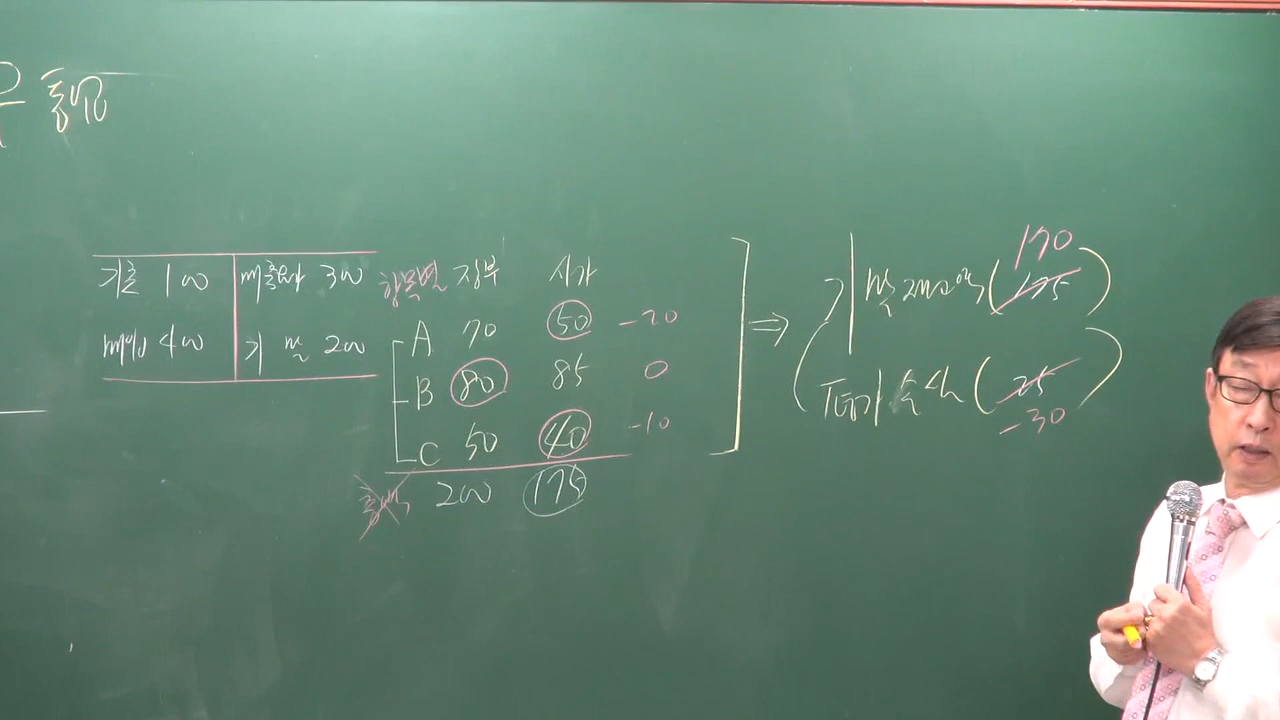 기초 100 매출원가 300
매입 400 기 말 200
항목별 장부 시가
A 70 50 -20
B 80 85 0
C 50 40 -10
총액 200 175
170
기말재고액 (175)
평가손실 (25)
-30